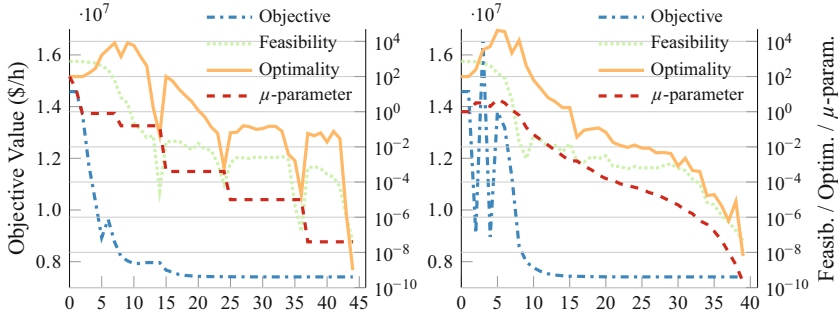 ·10⁷
·10⁷
Objective
Feasibility
Optimality
μ-parameter
Objective
Feasibility
Optimality
μ-parameter
1.6
1.4
1.2
1.0
0.8
10⁴
10²
10⁰
10⁻²
10⁻⁴
10⁻⁶
10⁻⁸
10⁻¹⁰
1.6
1.4
1.2
1.0
0.8
10⁴
10²
10⁰
10⁻²
10⁻⁴
10⁻⁶
10⁻⁸
10⁻¹⁰
Objective Value ($/h)
Feasib. / Optim. / μ-param.
0 5 10 15 20 25 30 35 40 45
0 5 10 15 20 25 30 35 40